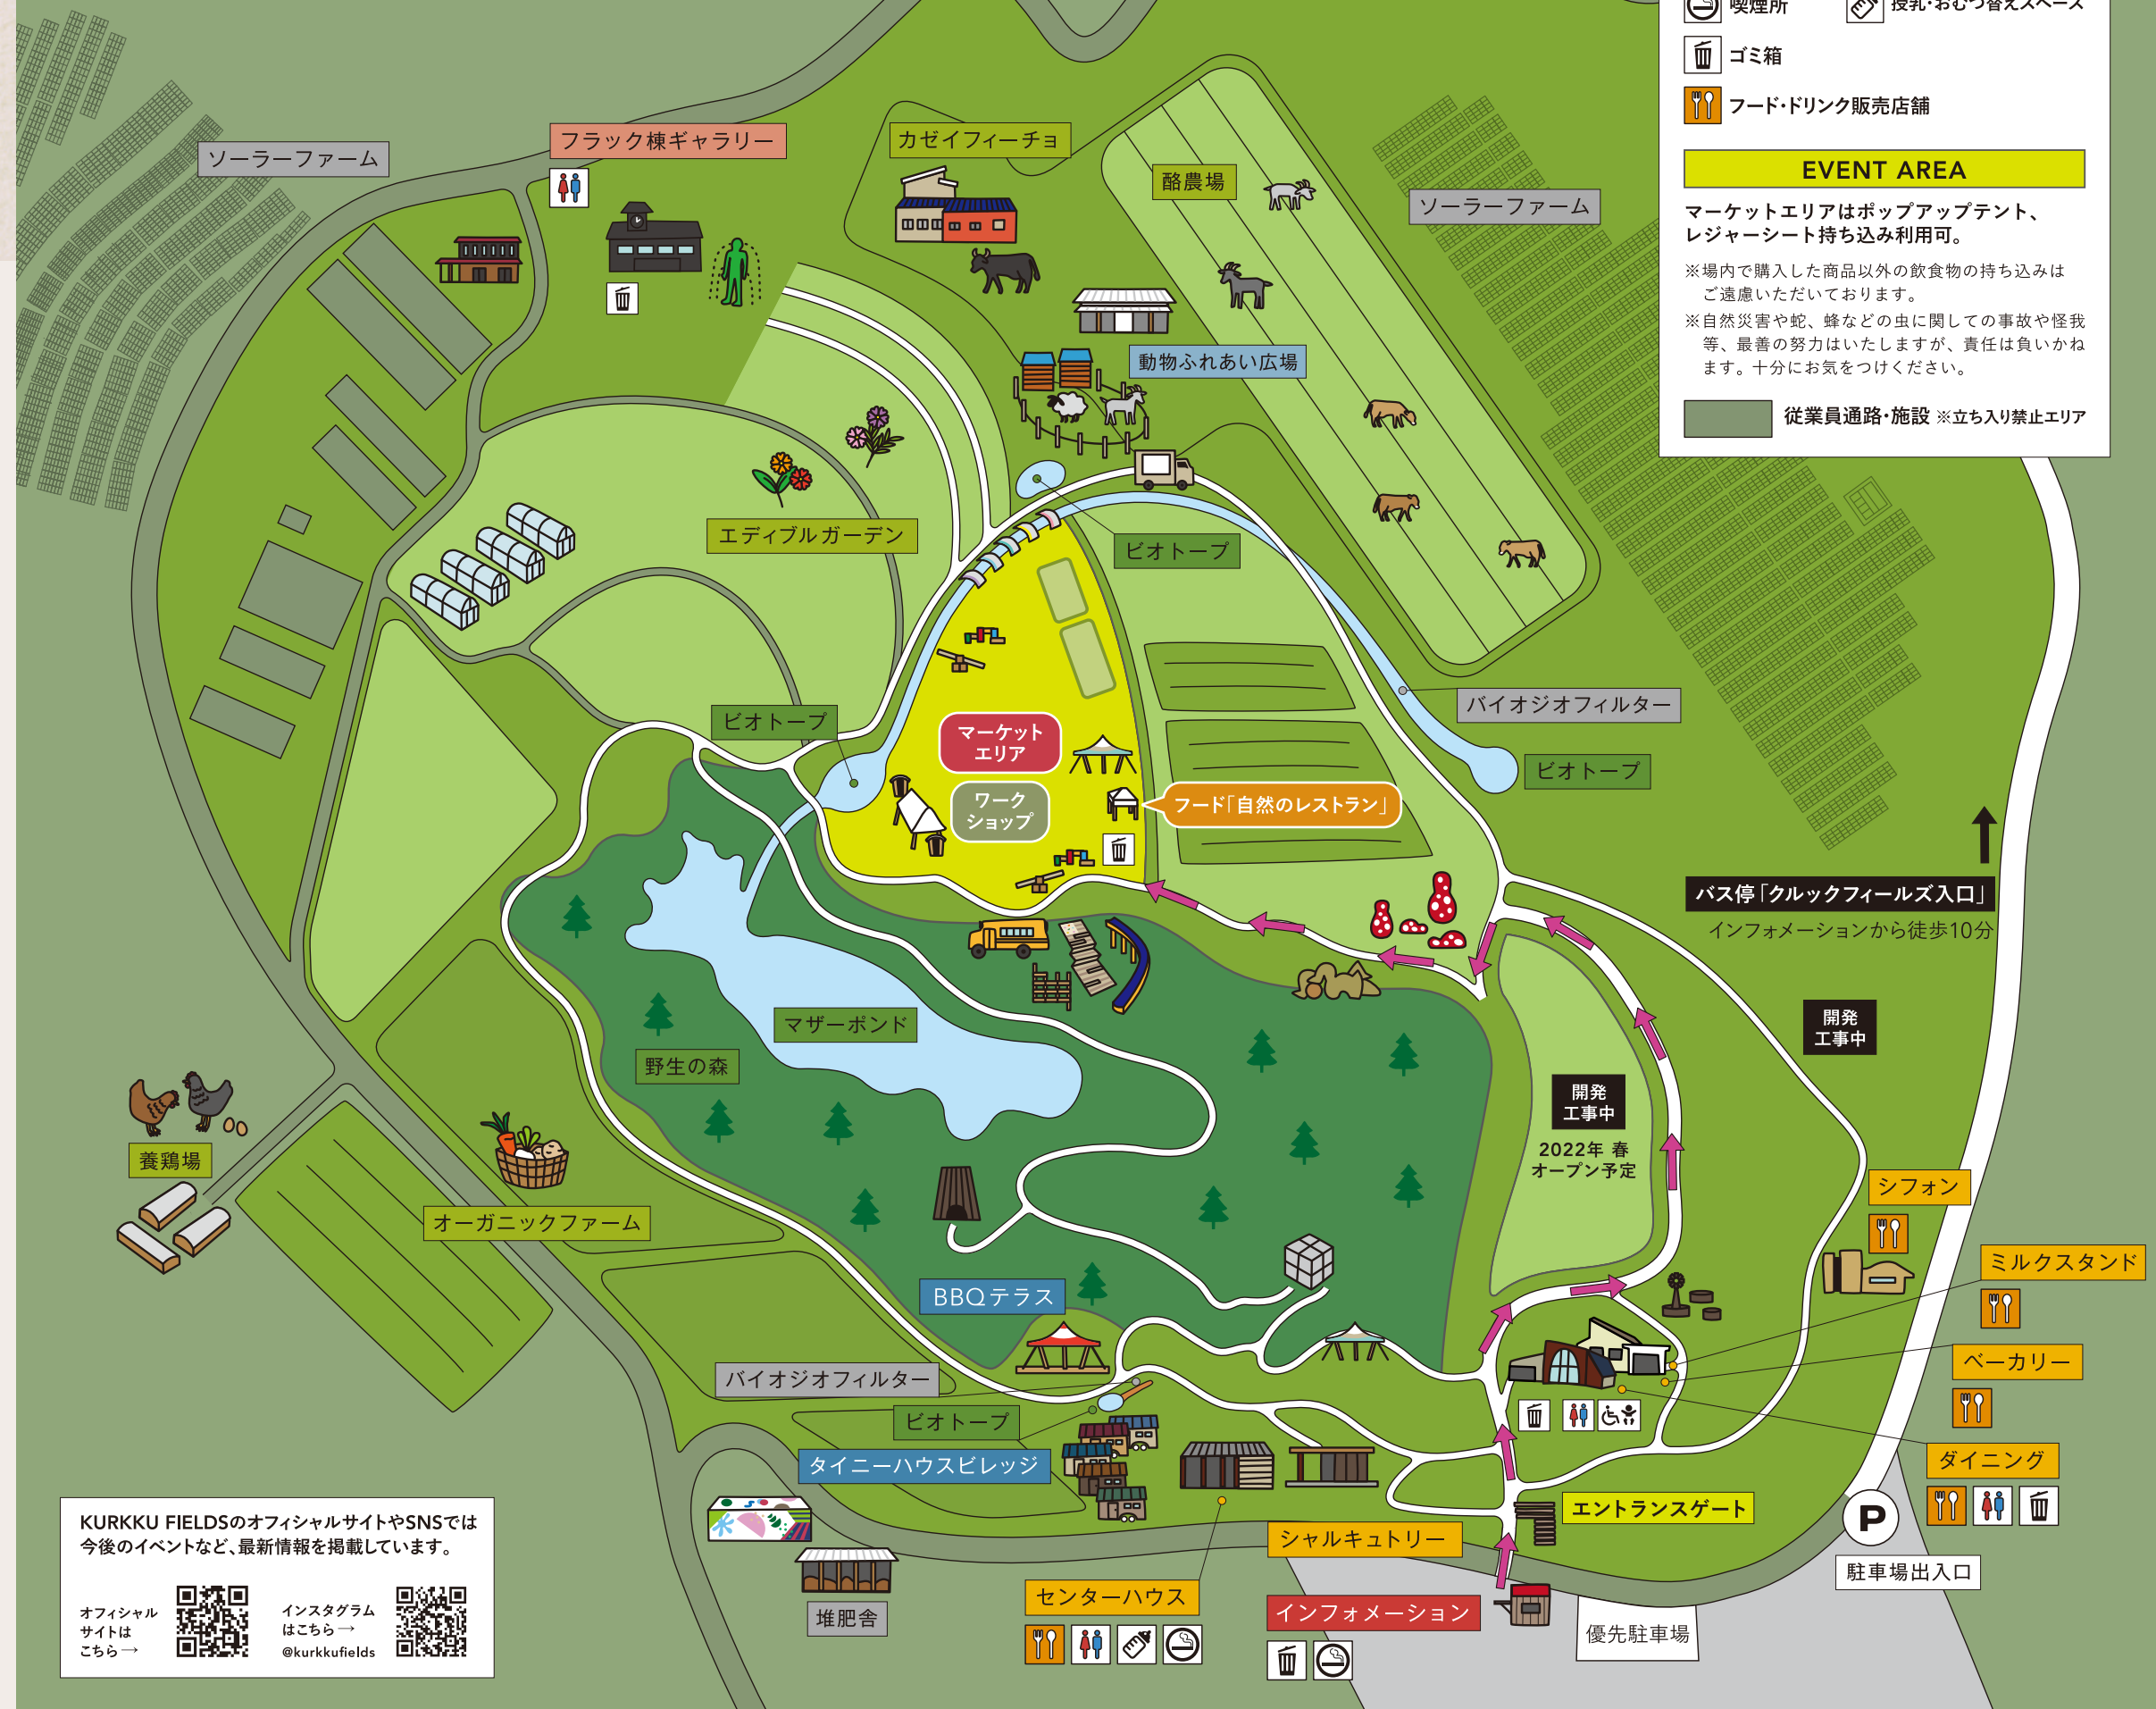 喫煙所
授乳・おむつ替えスペース
ゴミ箱
フード・ドリンク販売店舗
EVENT AREA
マーケットエリアはポップアップテント、
レジャーシート持ち込み利用可。
※場内で購入した商品以外の飲食物の持ち込みは
ご遠慮いただいております。
※自然災害や蛇、蜂などの虫に関しての事故や怪我
等、最善の努力はいたしますが、責任は負いかね
ます。十分にお気をつけください。
従業員通路・施設 ※立ち入り禁止エリア
フラック棟ギャラリー
カゼイフィーチョ
ソーラーファーム
酪農場
ソーラーファーム
動物ふれあい広場
エディブルガーデン
ビオトープ
ビオトープ
バイオジオフィルター
マーケット
エリア
ビオトープ
ワーク
ショップ
フード「自然のレストラン」
バス停「クルックフィールズ入口」
インフォメーションから徒歩10分
マザーポンド
開発
工事中
野生の森
開発
工事中
2022年 春
オープン予定
養鶏場
シフォン
オーガニックファーム
ミルクスタンド
BBQテラス
ベーカリー
バイオジオフィルター
ビオトープ
ダイニング
タイニーハウスビレッジ
エントランスゲート
P
シャルキュトリー
駐車場出入口
センターハウス
インフォメーション
堆肥舎
優先駐車場
KURKKU FIELDSのオフィシャルサイトやSNSでは
今後のイベントなど、最新情報を掲載しています。
オフィシャル
サイトは
こちら→
インスタグラム
はこちら→
@kurkkufields